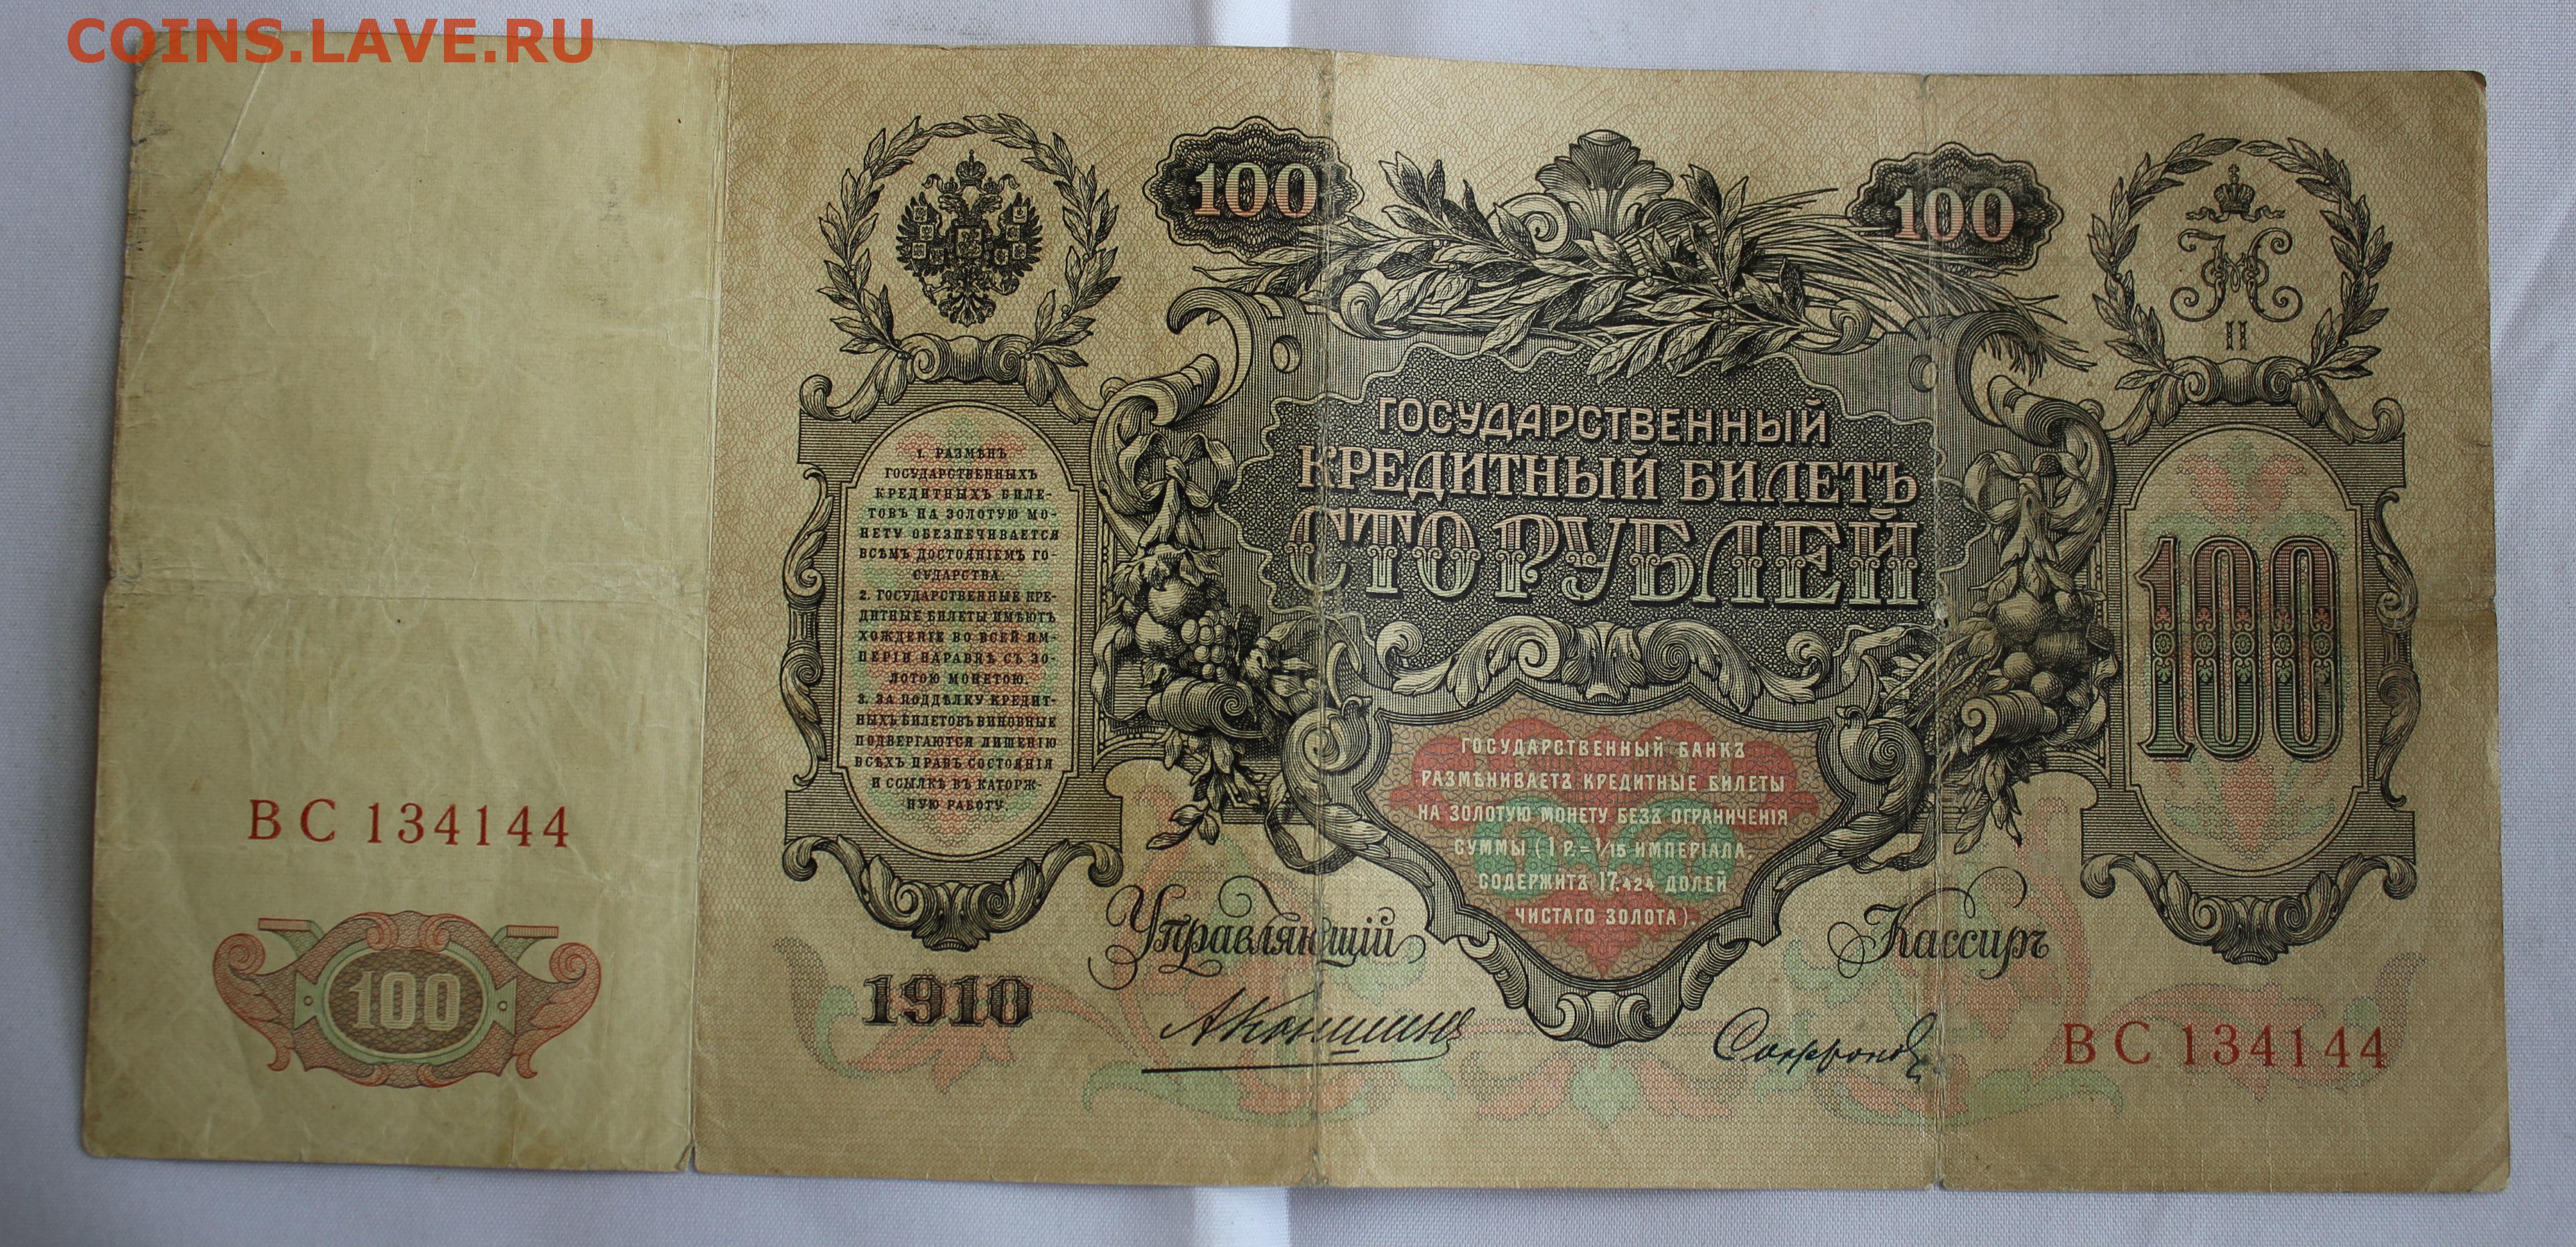 COINS.LAVE.RU
100
100
Н
II
1. РАЗМѢНЪ
ГОСУДАРСТВЕННЫХЪ
КРЕДИТНЫХЪ БИЛЕ-
ТОВЪ НА ЗОЛОТУЮ МО-
НЕТУ ОБЕЗПЕЧИВАЕТСЯ
ВСѢМЪ ДОСТОЯНІЕМЪ ГО-
СУДАРСТВА.
2. ГОСУДАРСТВЕННЫЕ КРЕ-
ДИТНЫЕ БИЛЕТЫ ИМѢЮТЪ
ХОЖДЕНІЕ ВО ВСЕЙ ИМ-
ПЕРІИ НАРАВНѢ СЪ ЗО-
ЛОТОЮ МОНЕТОЮ.
3. ЗА ПОДДѢЛКУ КРЕДИТ-
НЫХЪ БИЛЕТОВЪ ВИНОВНЫЕ
ПОДВЕРГАЮТСЯ ЛИШЕНІЮ
ВСѢХЪ ПРАВЪ СОСТОЯНІЯ
И ССЫЛКѢ ВЪ КАТОРЖ-
НУЮ РАБОТУ.
ГОСУДАРСТВЕННЫЙ
КРЕДИТНЫЙ БИЛЕТЪ
СТО РУБЛЕЙ
100
ГОСУДАРСТВЕННЫЙ БАНКЪ
РАЗМѢНИВАЕТЪ КРЕДИТНЫЕ БИЛЕТЫ
НА ЗОЛОТУЮ МОНЕТУ БЕЗЪ ОГРАНИЧЕНІЯ
СУММЫ (1 Р.= 1/15 ИМПЕРІАЛА,
СОДЕРЖИТЪ 17,424 ДОЛЕЙ
ЧИСТАГО ЗОЛОТА).
ВС 134144
100
Управляющій
Кассиръ
1910
АКоншинъ
Софроновъ
ВС 134144